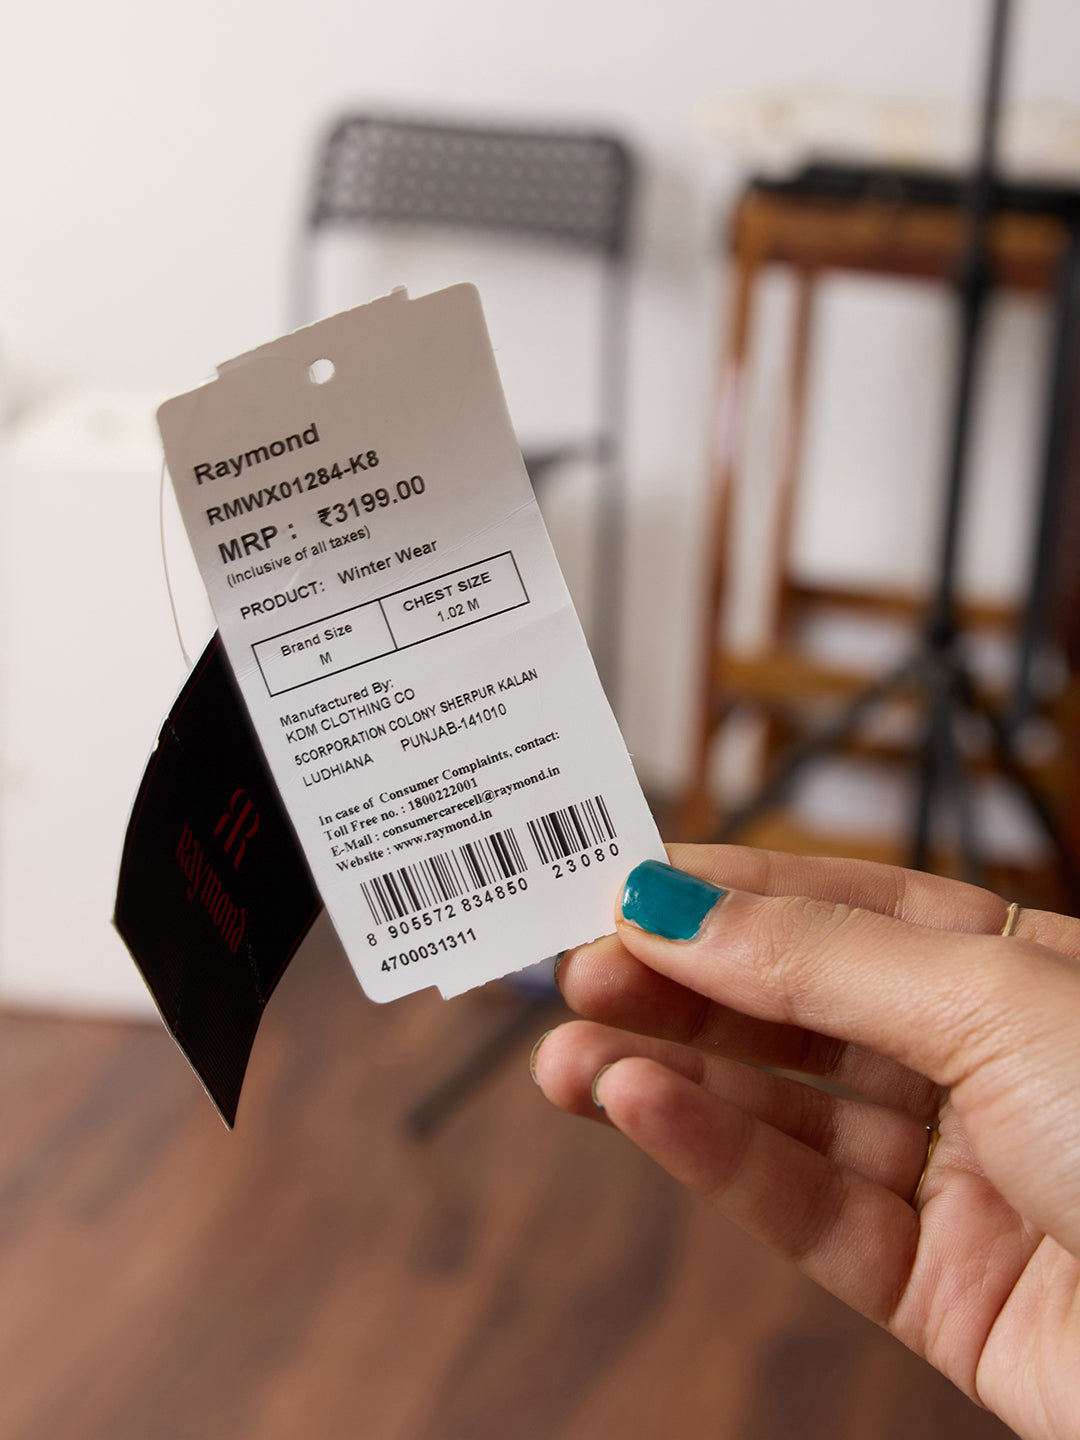 Raymond
RMWX01284-K8
MRP : ₹3199.00
(Inclusive of all taxes)
PRODUCT: Winter Wear
Brand Size CHEST SIZE
M 1.02 M
Manufactured By:
KDM CLOTHING CO
5CORPORATION COLONY SHERPUR KALAN
LUDHIANA PUNJAB-141010
In case of Consumer Complaints, contact:
Toll Free no. : 1800222001
E-Mail : consumercarecell@raymond.in
Website : www.raymond.in
8 905572 834850 23080
4700031311
R
Raymond